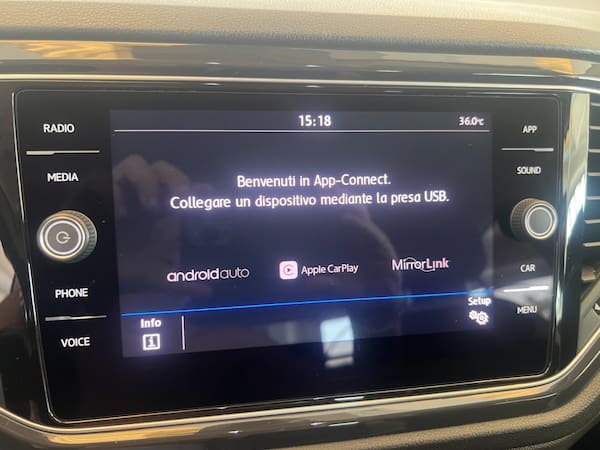 15:18
36.0°C
RADIO
APP
MEDIA
SOUND
Benvenuti in App-Connect.
Collegare un dispositivo mediante la presa USB.
androidauto
Apple CarPlay
MirrorLink
PHONE
CAR
VOICE
MENU
Info
i
Setup